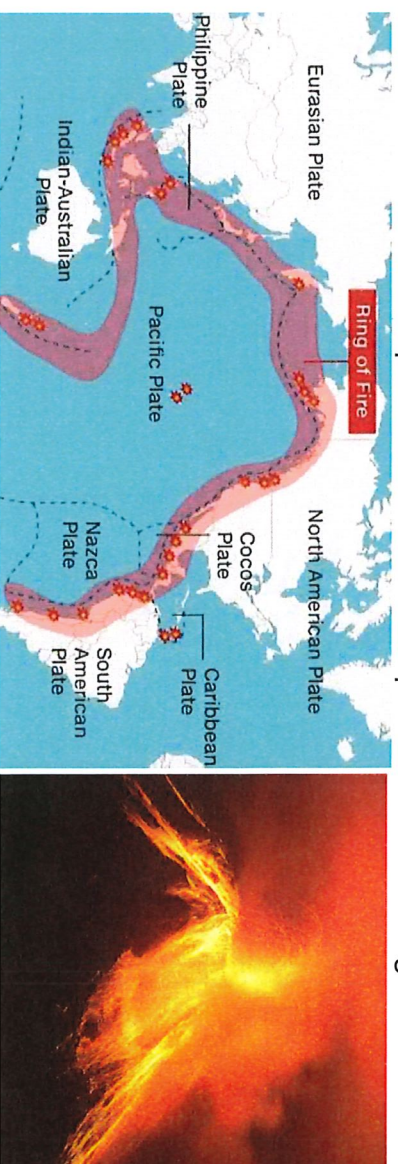 Eurasian Plate
Ring of Fire
North American Plate
Philippine
Plate
Indian-Australian
Plate
Pacific Plate
Cocos
Plate
Caribbean
Plate
Nazca
Plate
South
American
Plate